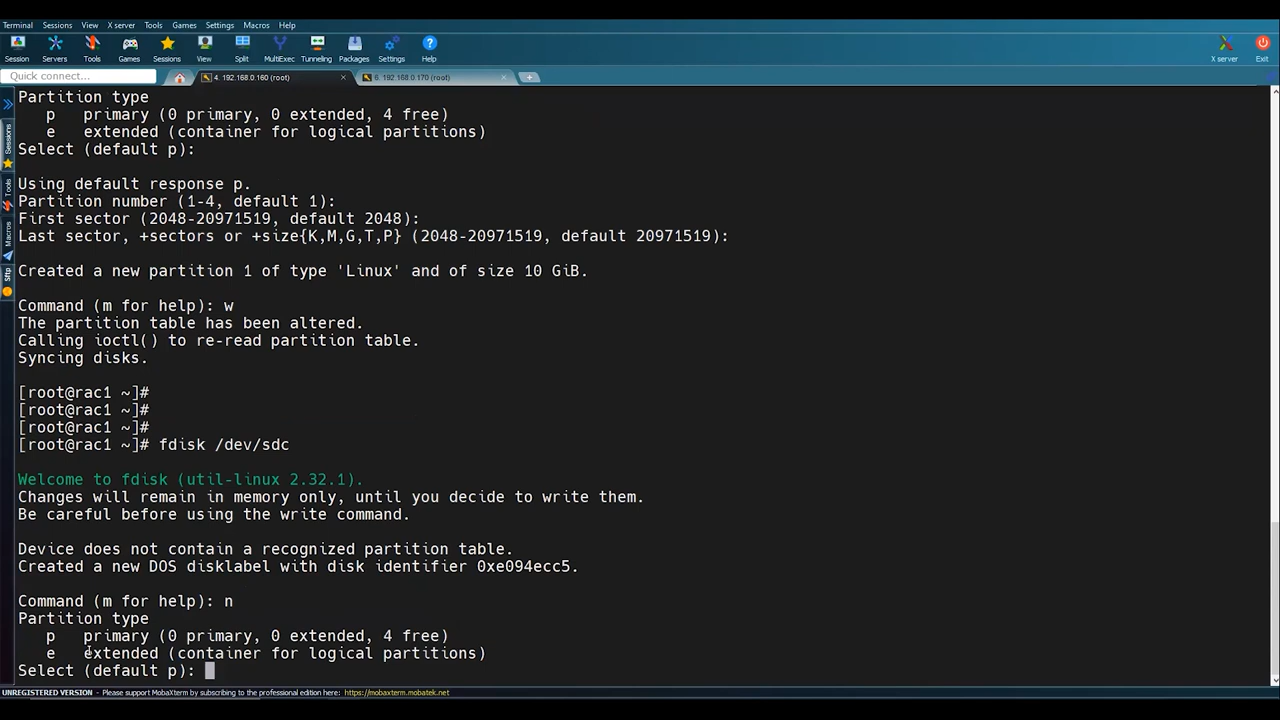 Terminal Sessions View X server Tools Games Settings Macros Help
Session Servers Tools Games Sessions View Split MultiExec Tunneling Packages Settings Help X server Exit
Quick connect... 4. 192.168.0.160 (root) 6. 192.168.0.170 (root)
Sessions
Tools
Macros
Sftp
Partition type
p primary (0 primary, 0 extended, 4 free)
e extended (container for logical partitions)
Select (default p):
Using default response p.
Partition number (1-4, default 1):
First sector (2048-20971519, default 2048):
Last sector, +sectors or +size{K,M,G,T,P} (2048-20971519, default 20971519):
Created a new partition 1 of type 'Linux' and of size 10 GiB.
Command (m for help): w
The partition table has been altered.
Calling ioctl() to re-read partition table.
Syncing disks.
[root@rac1 ~]#
[root@rac1 ~]#
[root@rac1 ~]#
[root@rac1 ~]# fdisk /dev/sdc
Welcome to fdisk (util-linux 2.32.1).
Changes will remain in memory only, until you decide to write them.
Be careful before using the write command.
Device does not contain a recognized partition table.
Created a new DOS disklabel with disk identifier 0xe094ecc5.
Command (m for help): n
Partition type
p primary (0 primary, 0 extended, 4 free)
e extended (container for logical partitions)
Select (default p):
UNREGISTERED VERSION - Please support MobaXterm by subscribing to the professional edition here: https://mobaxterm.mobatek.net